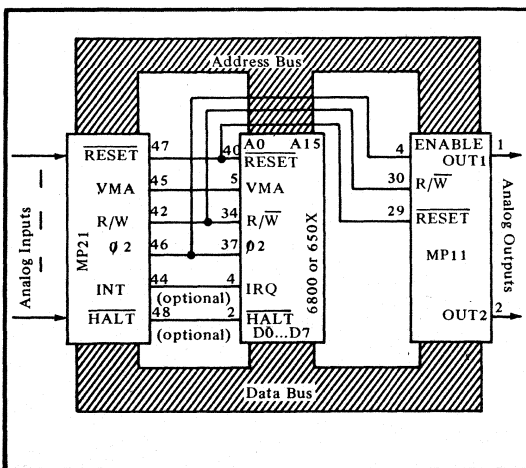 Address Bus
47 40 A0 A15 4 ENABLE 1
RESET RESET OUT1
45 5 30 R/W
VMA VMA
42 34 29 RESET
R/W R/W
46 37
ø2 ø2 MP11
44 4
INT (optional) IRQ
48 2 OUT2 2
HALT (optional) HALT
D0...D7
Analog Inputs
MP21
6800 or 650X
Analog Outputs
Data Bus